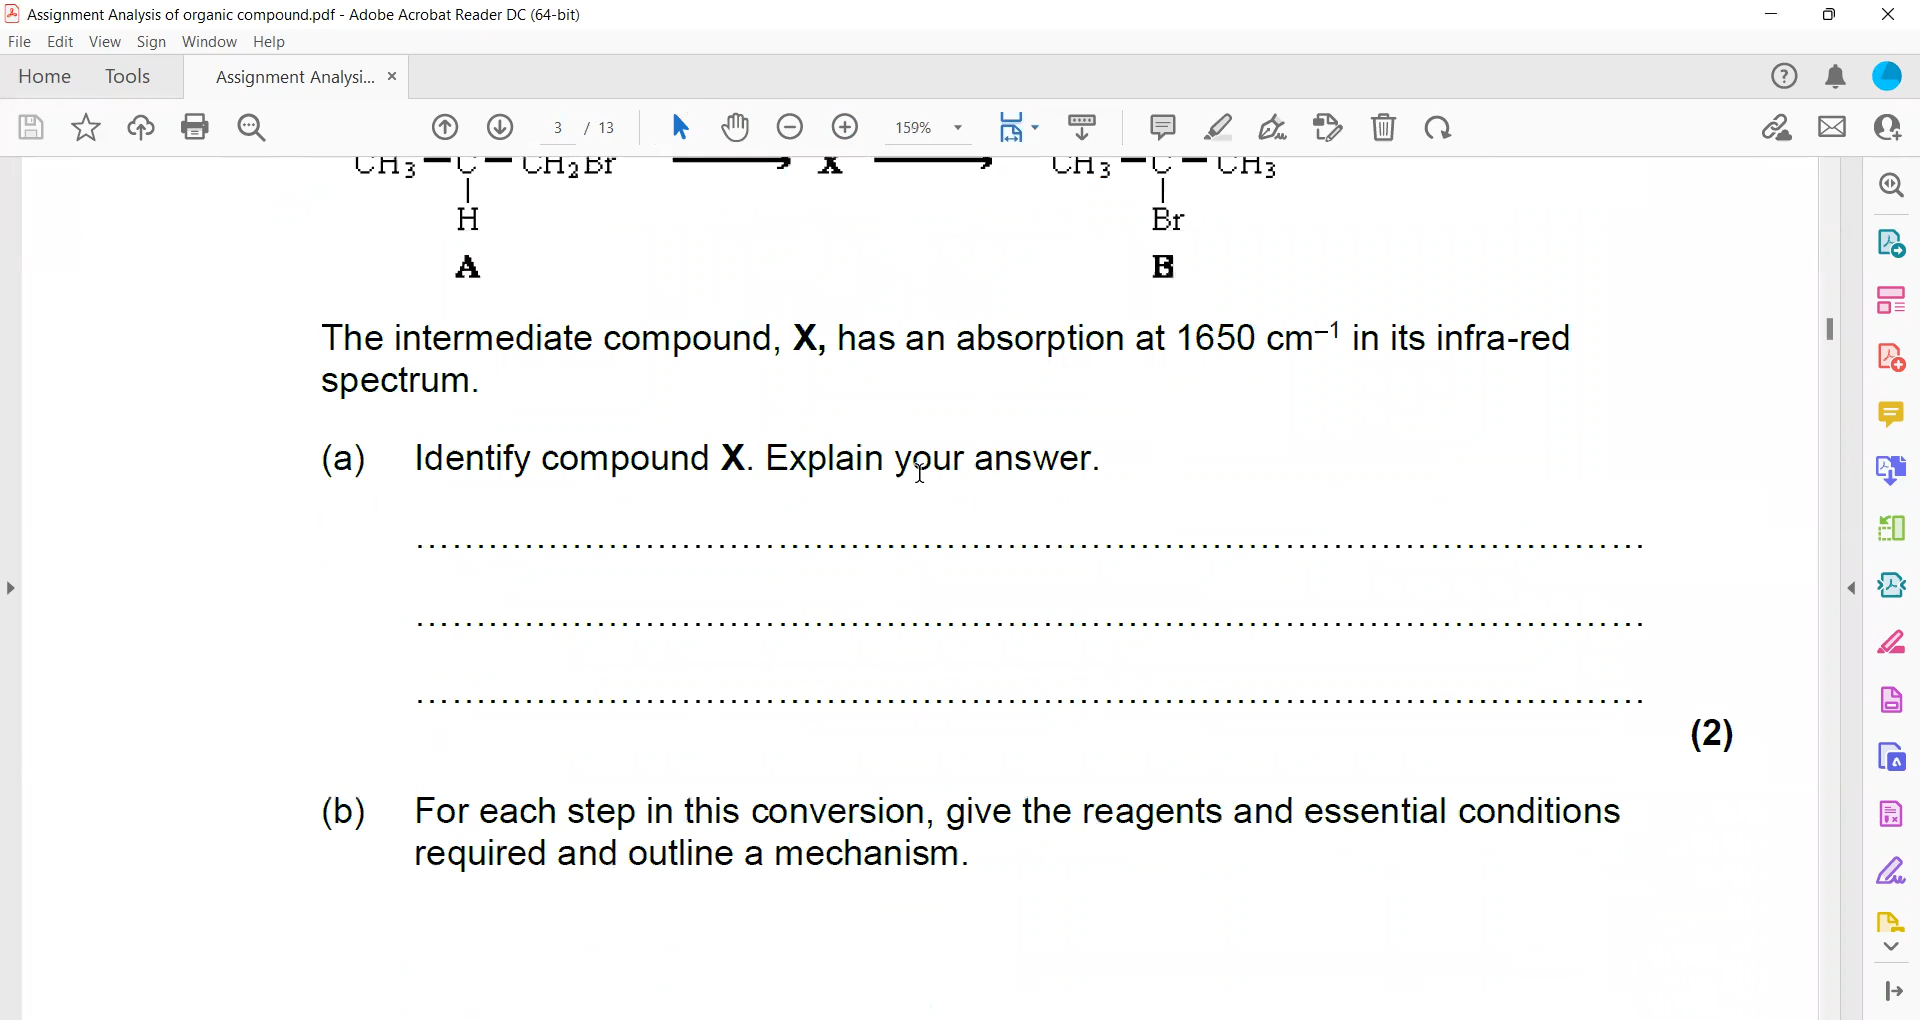 Assignment Analysis of organic compound.pdf - Adobe Acrobat Reader DC (64-bit)
File Edit View Sign Window Help
Home Tools Assignment Analysi... ×
3 / 13 159%
CH₃ — C — CH₂Br X CH₃ — C — CH₃
H Br
A B
The intermediate compound, X, has an absorption at 1650 cm⁻¹ in its infra-red
spectrum.
(a) Identify compound X. Explain your answer.
(2)
(b) For each step in this conversion, give the reagents and essential conditions
required and outline a mechanism.